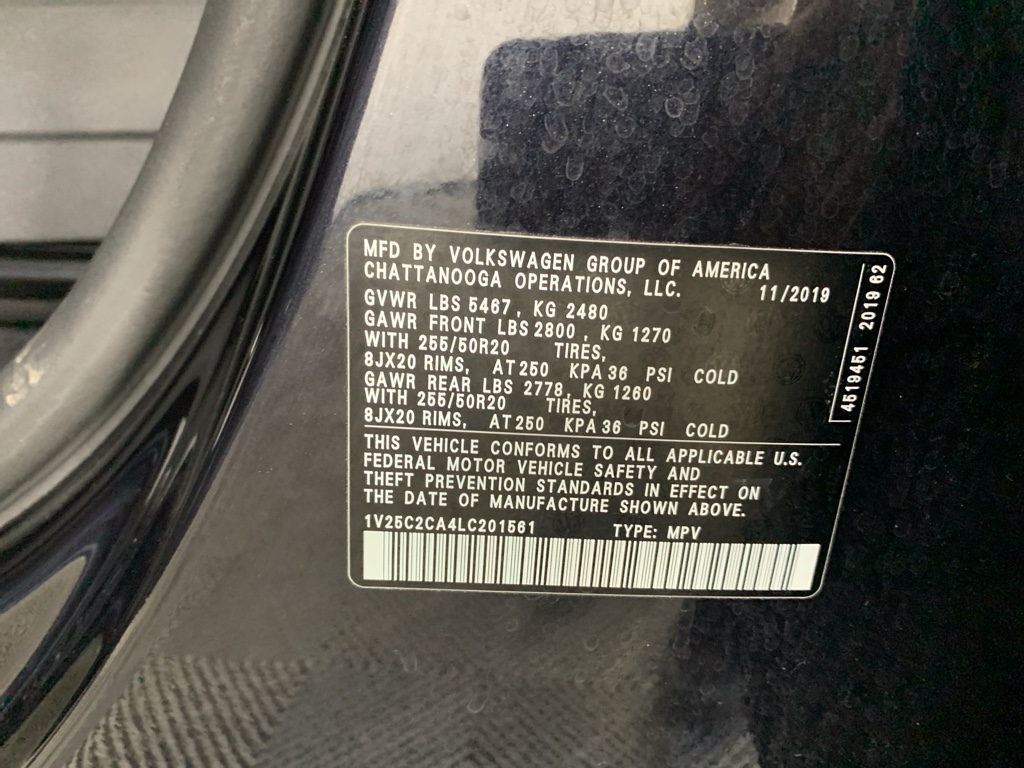 MFD BY VOLKSWAGEN GROUP OF AMERICA
CHATTANOOGA OPERATIONS, LLC. 11/2019
GVWR LBS 5467, KG 2480
GAWR FRONT LBS 2800, KG 1270
WITH 255/50R20 TIRES,
8JX20 RIMS, AT 250 KPA 36 PSI COLD
GAWR REAR LBS 2778, KG 1260
WITH 255/50R20 TIRES,
8JX20 RIMS, AT 250 KPA 36 PSI COLD
THIS VEHICLE CONFORMS TO ALL APPLICABLE U.S.
FEDERAL MOTOR VEHICLE SAFETY AND
THEFT PREVENTION STANDARDS IN EFFECT ON
THE DATE OF MANUFACTURE SHOWN ABOVE.
1V25C2CA4LC201561 TYPE: MPV
4519451 2019 62